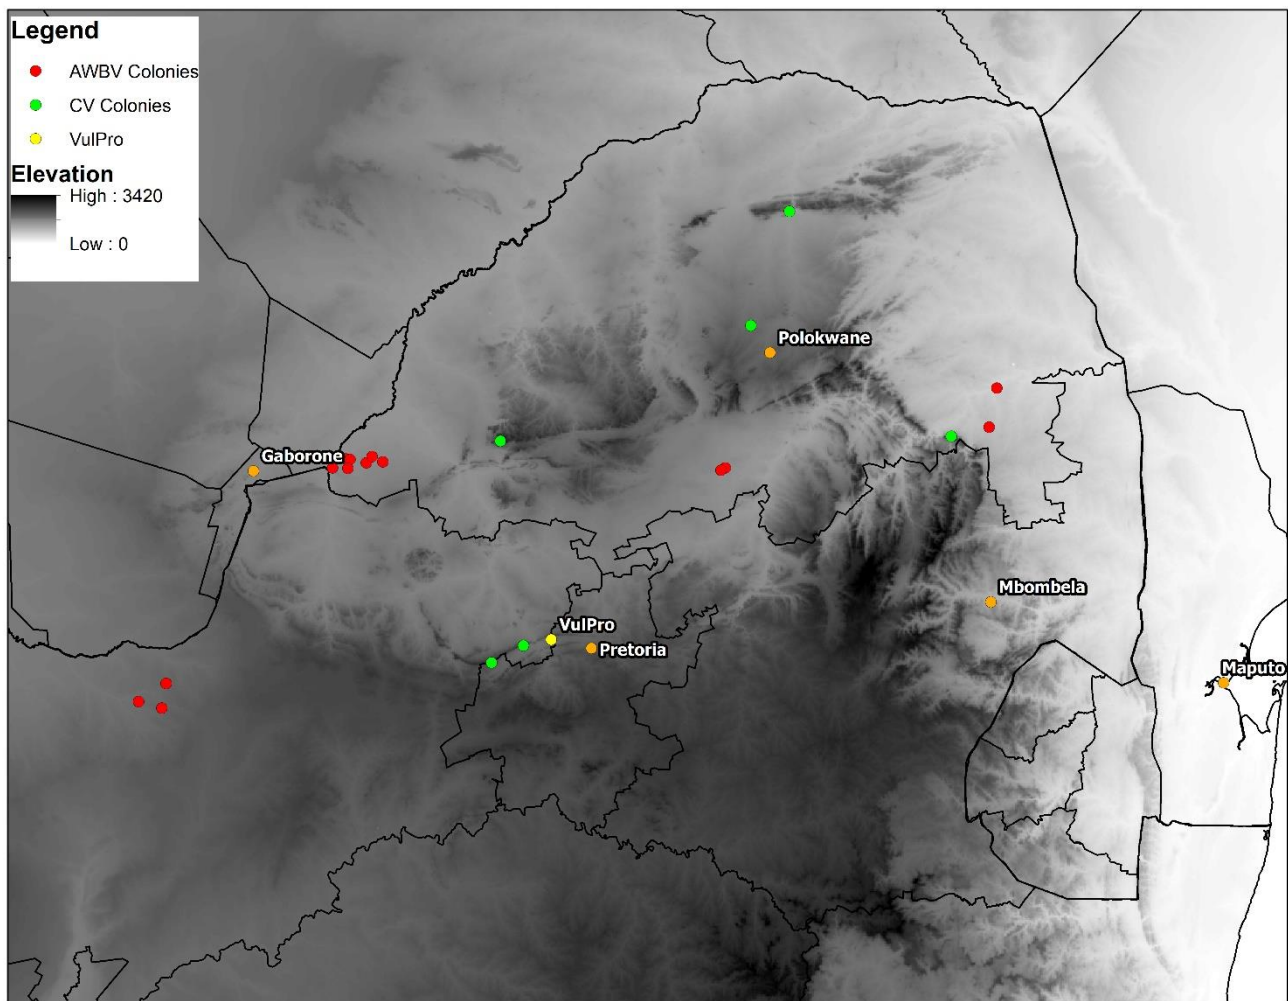 Legend
AWBV Colonies
CV Colonies
VulPro
Elevation
High : 3420
Low : 0
Polokwane
Gaborone
Mbombela
VulPro
Pretoria
Maputo